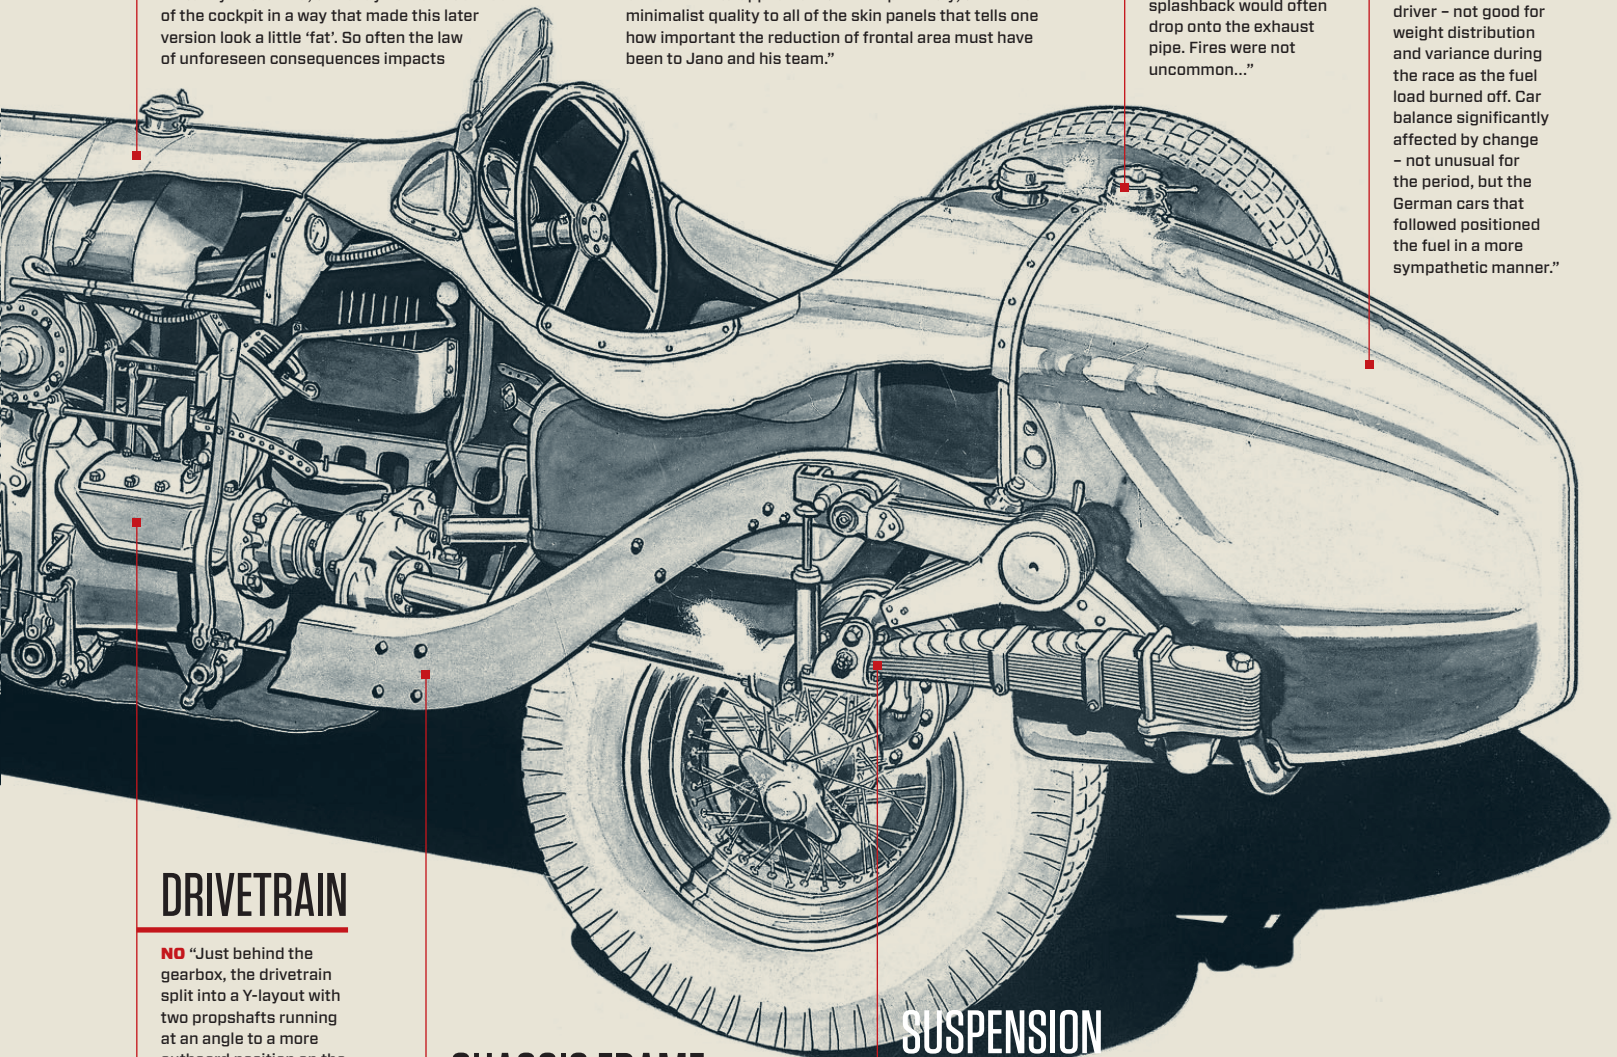 of the cockpit in a way that made this later
version look a little ‘fat’. So often the law
of unforeseen consequences impacts
minimalist quality to all of the skin panels that tells one
how important the reduction of frontal area must have
been to Jano and his team.”
splashback would often
drop onto the exhaust
pipe. Fires were not
uncommon...”
driver – not good for
weight distribution
and variance during
the race as the fuel
load burned off. Car
balance significantly
affected by change
– not unusual for
the period, but the
German cars that
followed positioned
the fuel in a more
sympathetic manner.”
DRIVETRAIN
NO “Just behind the
gearbox, the drivetrain
split into a Y-layout with
two propshafts running
at an angle to a more
outboard position on the
CHASSIS FRAME
SUSPENSION